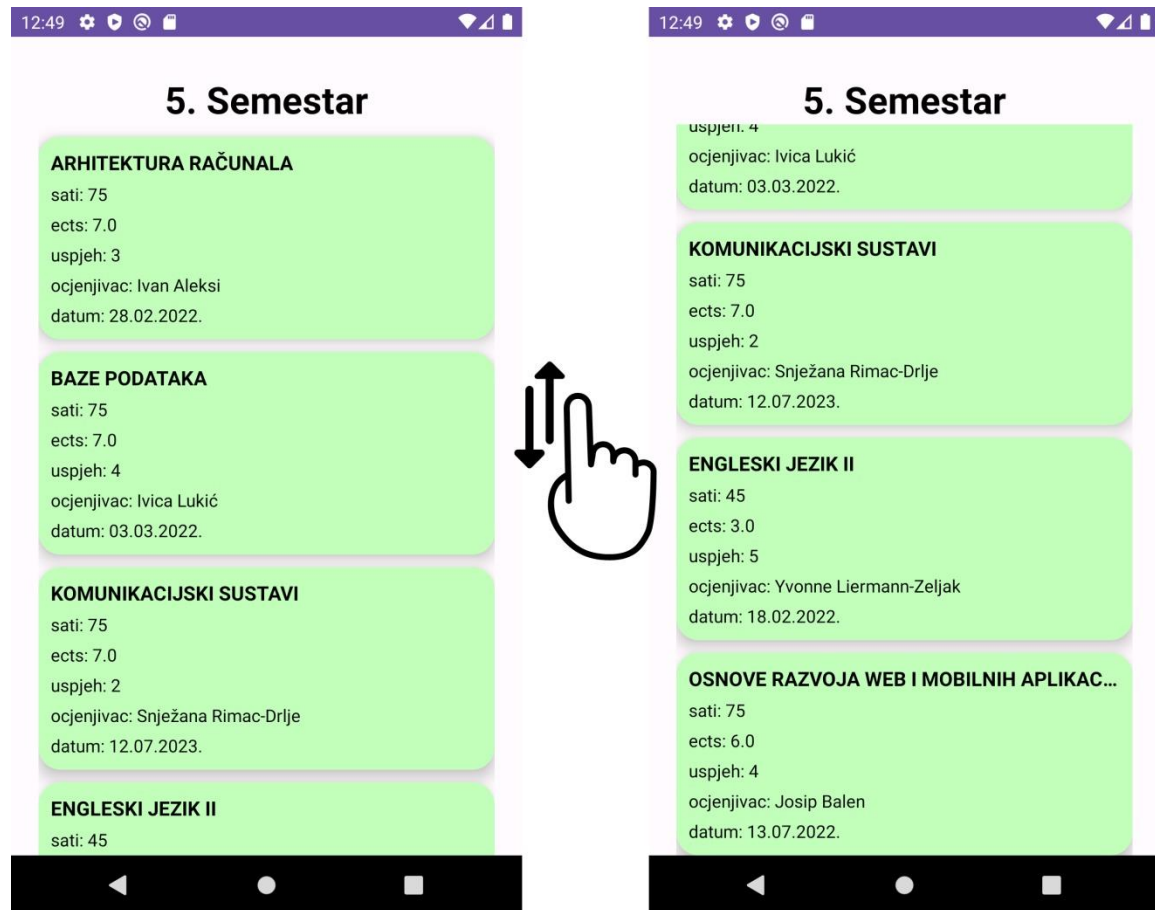 12:49
5. Semestar
ARHITEKTURA RAČUNALA
sati: 75
ects: 7.0
uspjeh: 3
ocjenjivac: Ivan Aleksi
datum: 28.02.2022.
BAZE PODATAKA
sati: 75
ects: 7.0
uspjeh: 4
ocjenjivac: Ivica Lukić
datum: 03.03.2022.
KOMUNIKACIJSKI SUSTAVI
sati: 75
ects: 7.0
uspjeh: 2
ocjenjivac: Snježana Rimac-Drlje
datum: 12.07.2023.
ENGLESKI JEZIK II
sati: 45
12:49
5. Semestar
uspjeh: 4
ocjenjivac: Ivica Lukić
datum: 03.03.2022.
KOMUNIKACIJSKI SUSTAVI
sati: 75
ects: 7.0
uspjeh: 2
ocjenjivac: Snježana Rimac-Drlje
datum: 12.07.2023.
ENGLESKI JEZIK II
sati: 45
ects: 3.0
uspjeh: 5
ocjenjivac: Yvonne Liermann-Zeljak
datum: 18.02.2022.
OSNOVE RAZVOJA WEB I MOBILNIH APLIKAC...
sati: 75
ects: 6.0
uspjeh: 4
ocjenjivac: Josip Balen
datum: 13.07.2022.